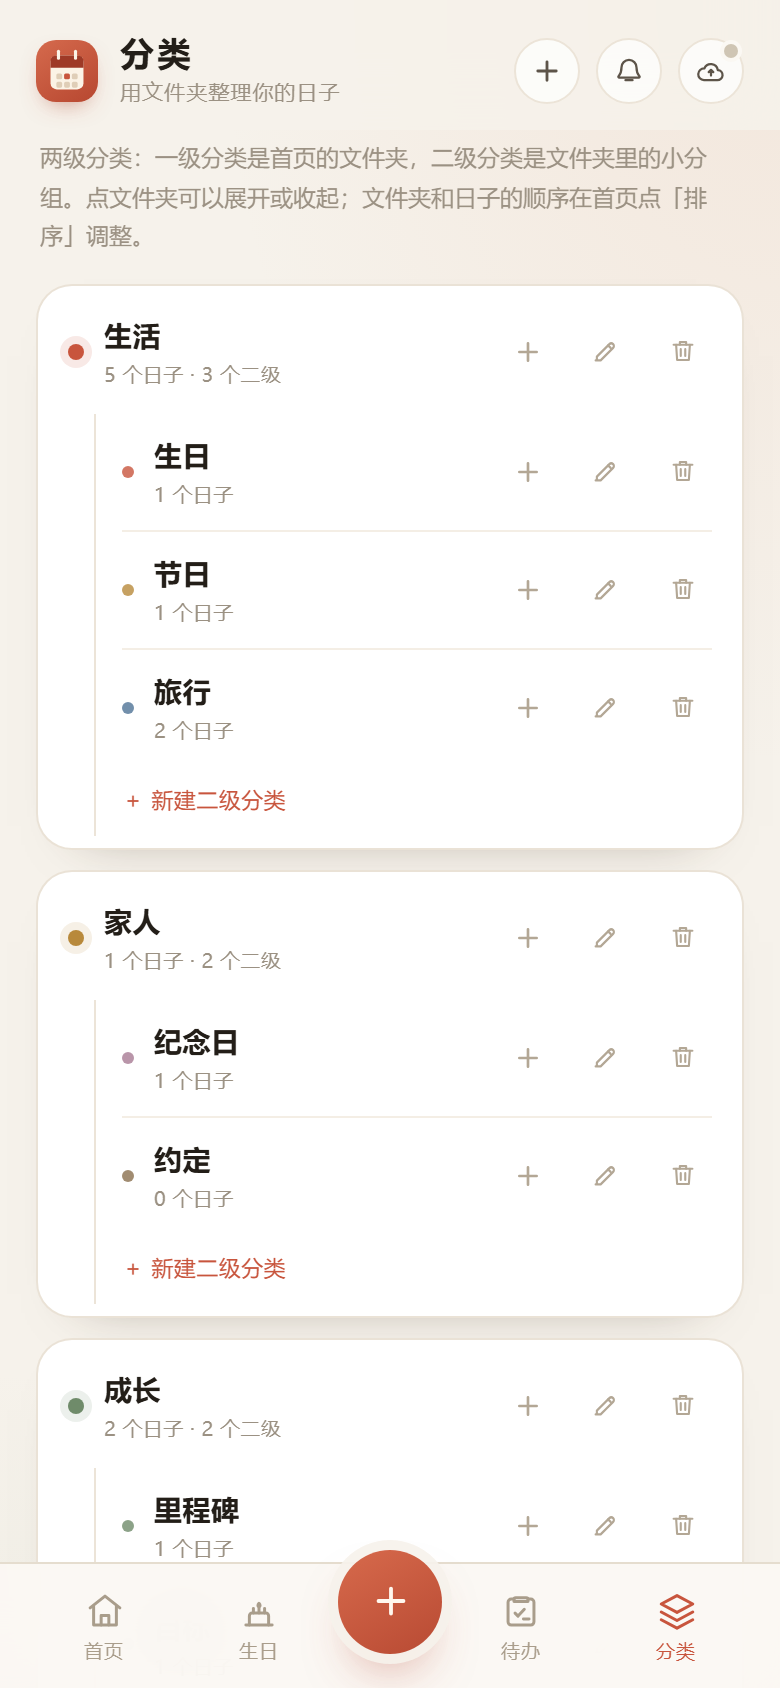 分类
用文件夹整理你的日子
两级分类：一级分类是首页的文件夹，二级分类是文件夹里的小分
组。点文件夹可以展开或收起；文件夹和日子的顺序在首页点「排
序」调整。
生活
5 个日子 · 3 个二级
生日
1 个日子
节日
1 个日子
旅行
2 个日子
+ 新建二级分类
家人
1 个日子 · 2 个二级
纪念日
1 个日子
约定
0 个日子
+ 新建二级分类
成长
2 个日子 · 2 个二级
里程碑
1 个日子
首页
生日
待办
分类